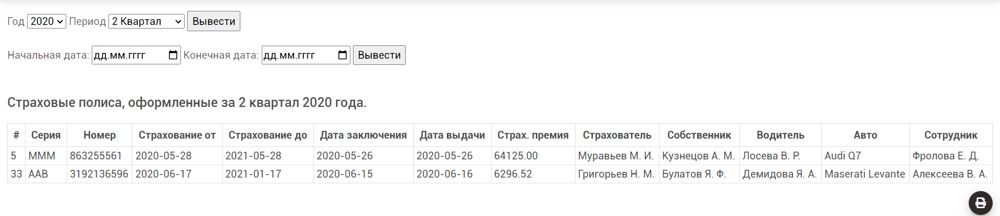 Год 2020 Период 2 Квартал Вывести
Начальная дата: дд.мм.гггг Конечная дата: дд.мм.гггг Вывести
Страховые полиса, оформленные за 2 квартал 2020 года.
# Серия Номер Страхование от Страхование до Дата заключения Дата выдачи Страх. премия Страхователь Собственник Водитель Авто Сотрудник
5 МММ 863255561 2020-05-28 2021-05-28 2020-05-26 2020-05-26 64125.00 Муравьев М. И. Кузнецов А. М. Лосева В. Р. Audi Q7 Фролова Е. Д.
33 ААВ 3192136596 2020-06-17 2021-01-17 2020-06-15 2020-06-16 6296.52 Григорьев Н. М. Булатов Я. Ф. Демидова Я. А. Maserati Levante Алексеева В. А.